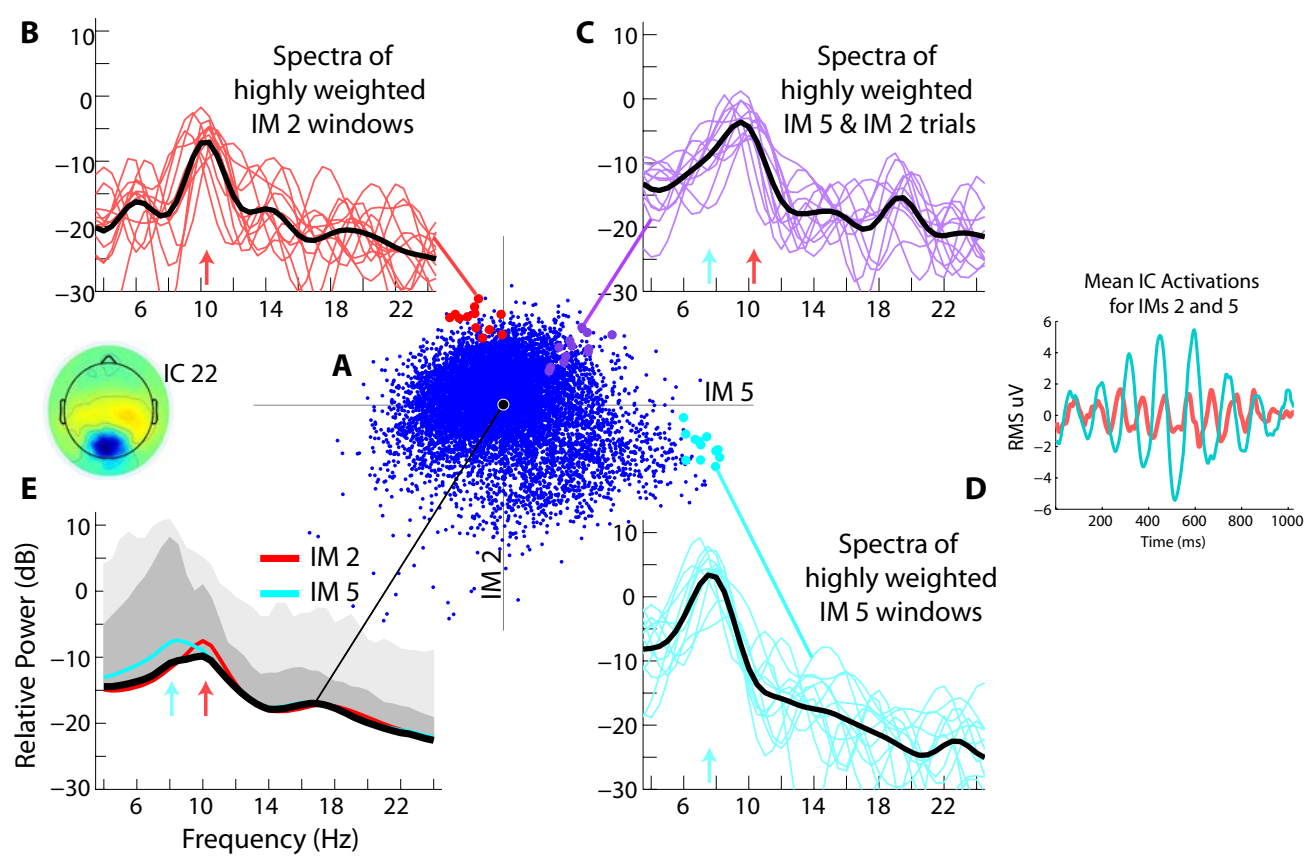 B
10
0
−10
−20
−30
6
10
14
18
22
Spectra of
highly weighted
IM 2 windows
C
10
0
−10
−20
−30
6
10
14
18
22
Spectra of
highly weighted
IM 5 & IM 2 trials
Mean IC Activations
for IMs 2 and 5
6
4
2
0
−2
−4
−6
RMS uV
200
400
600
800
1000
Time (ms)
IC 22
A
IM 5
IM 2
E
10
0
−10
−20
−30
Relative Power (dB)
IM 2
IM 5
6
10
14
18
22
Frequency (Hz)
D
10
0
−10
−20
−30
6
10
14
18
22
Spectra of
highly weighted
IM 5 windows